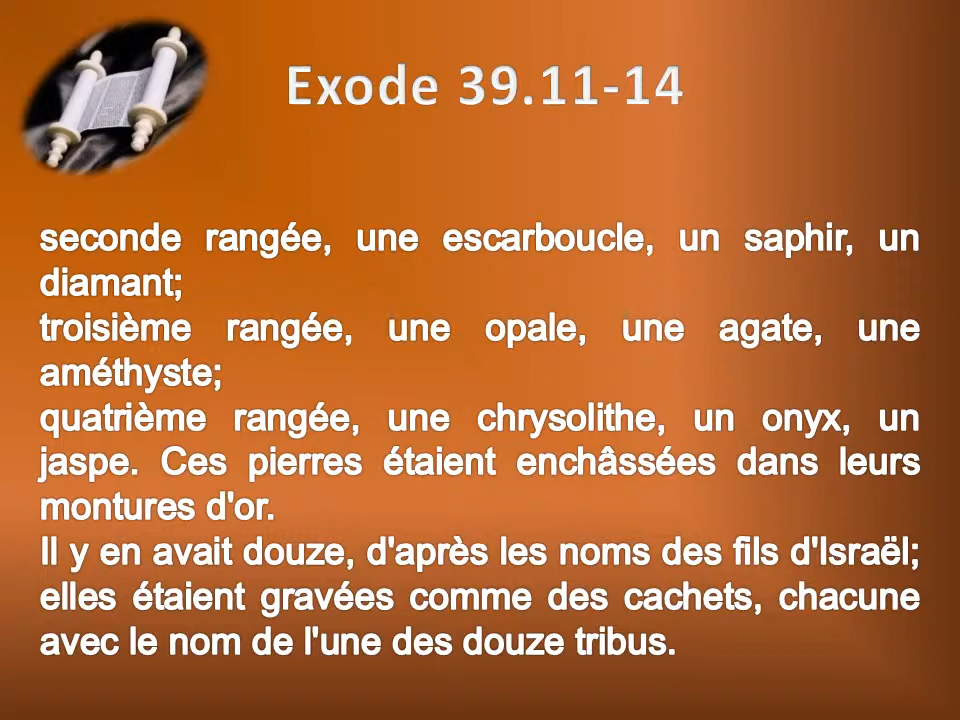 Exode 39.11-14
seconde rangée, une escarboucle, un saphir, un
diamant;
troisième rangée, une opale, une agate, une
améthyste;
quatrième rangée, une chrysolithe, un onyx, un
jaspe. Ces pierres étaient enchâssées dans leurs
montures d'or.
Il y en avait douze, d'après les noms des fils d'Israël;
elles étaient gravées comme des cachets, chacune
avec le nom de l'une des douze tribus.